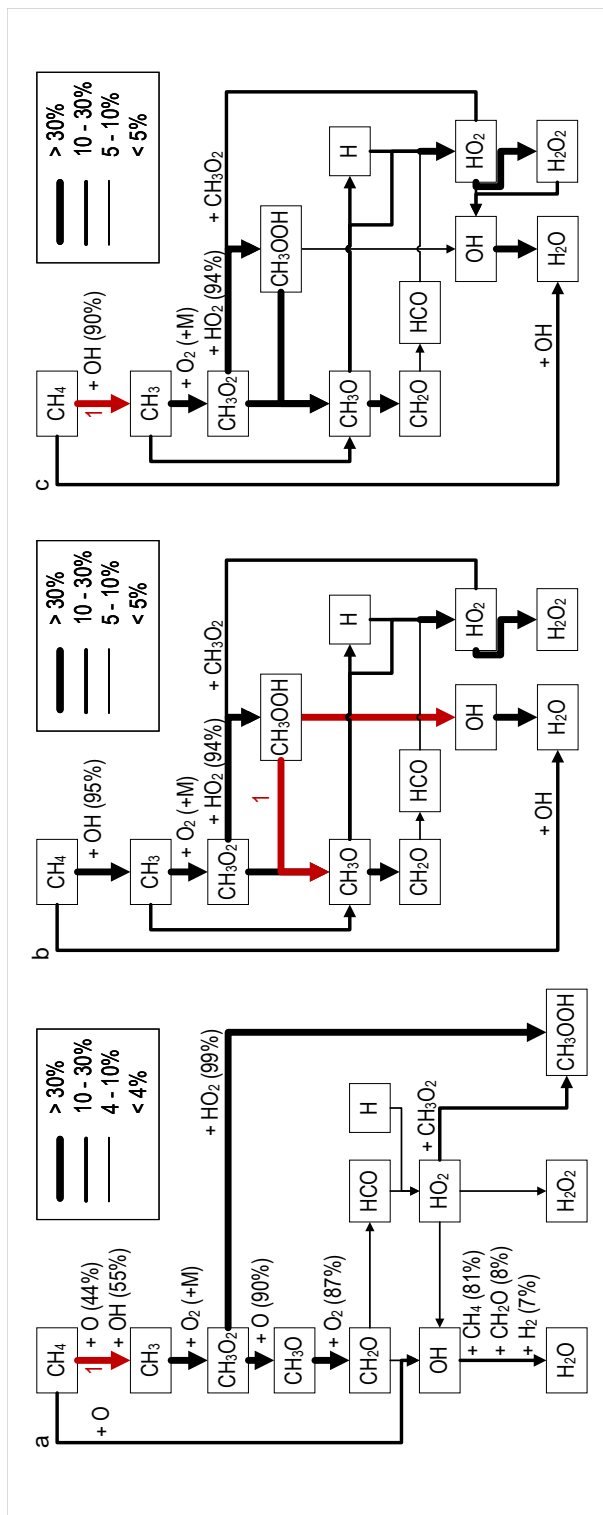 a
> 30%
10 - 30%
4 - 10%
< 4%
CH₄
+ O
1
+ O (44%)
+ OH (55%)
CH₃
+ O₂ (+M)
CH₃O₂
+ HO₂ (99%)
+ O (90%)
CH₃O
+ O₂ (87%)
CH₂O
HCO
H
OH
HO₂
+ CH₃O₂
+ CH₄ (81%)
+ CH₂O (8%)
+ H₂ (7%)
H₂O
H₂O₂
CH₃OOH
b
> 30%
10 - 30%
5 - 10%
< 5%
CH₄
+ OH (95%)
CH₃
+ O₂ (+M)
+ HO₂ (94%)
+ CH₃O₂
CH₃O₂
CH₃OOH
1
CH₃O
H
CH₂O
HCO
OH
HO₂
+ OH
H₂O
H₂O₂
c
> 30%
10 - 30%
5 - 10%
< 5%
CH₄
1
+ OH (90%)
CH₃
+ O₂ (+M)
+ HO₂ (94%)
+ CH₃O₂
CH₃O₂
CH₃OOH
CH₃O
H
CH₂O
HCO
OH
HO₂
+ OH
H₂O
H₂O₂